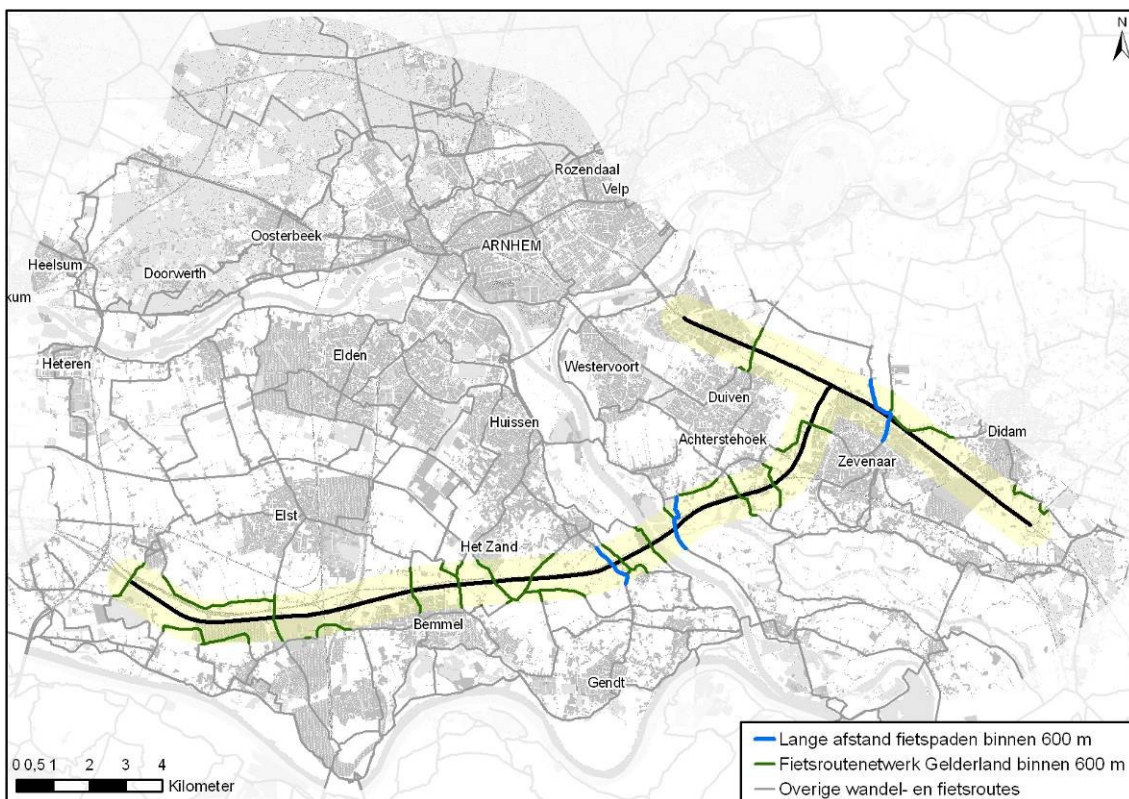 N
Rozendaal
Velp
Oosterbeek
ARNHEM
Heelsum
Doorwerth
kum
Heteren
Elden
Westervoort
Duiven
Huissen
Achterstehoek
Didam
Zevenaar
Elst
Het Zand
Bemmel
Gendt
Lange afstand fietspaden binnen 600 m
Fietsroutenetwerk Gelderland binnen 600 m
Overige wandel- en fietsroutes
0 0,5 1 2 3 4
Kilometer